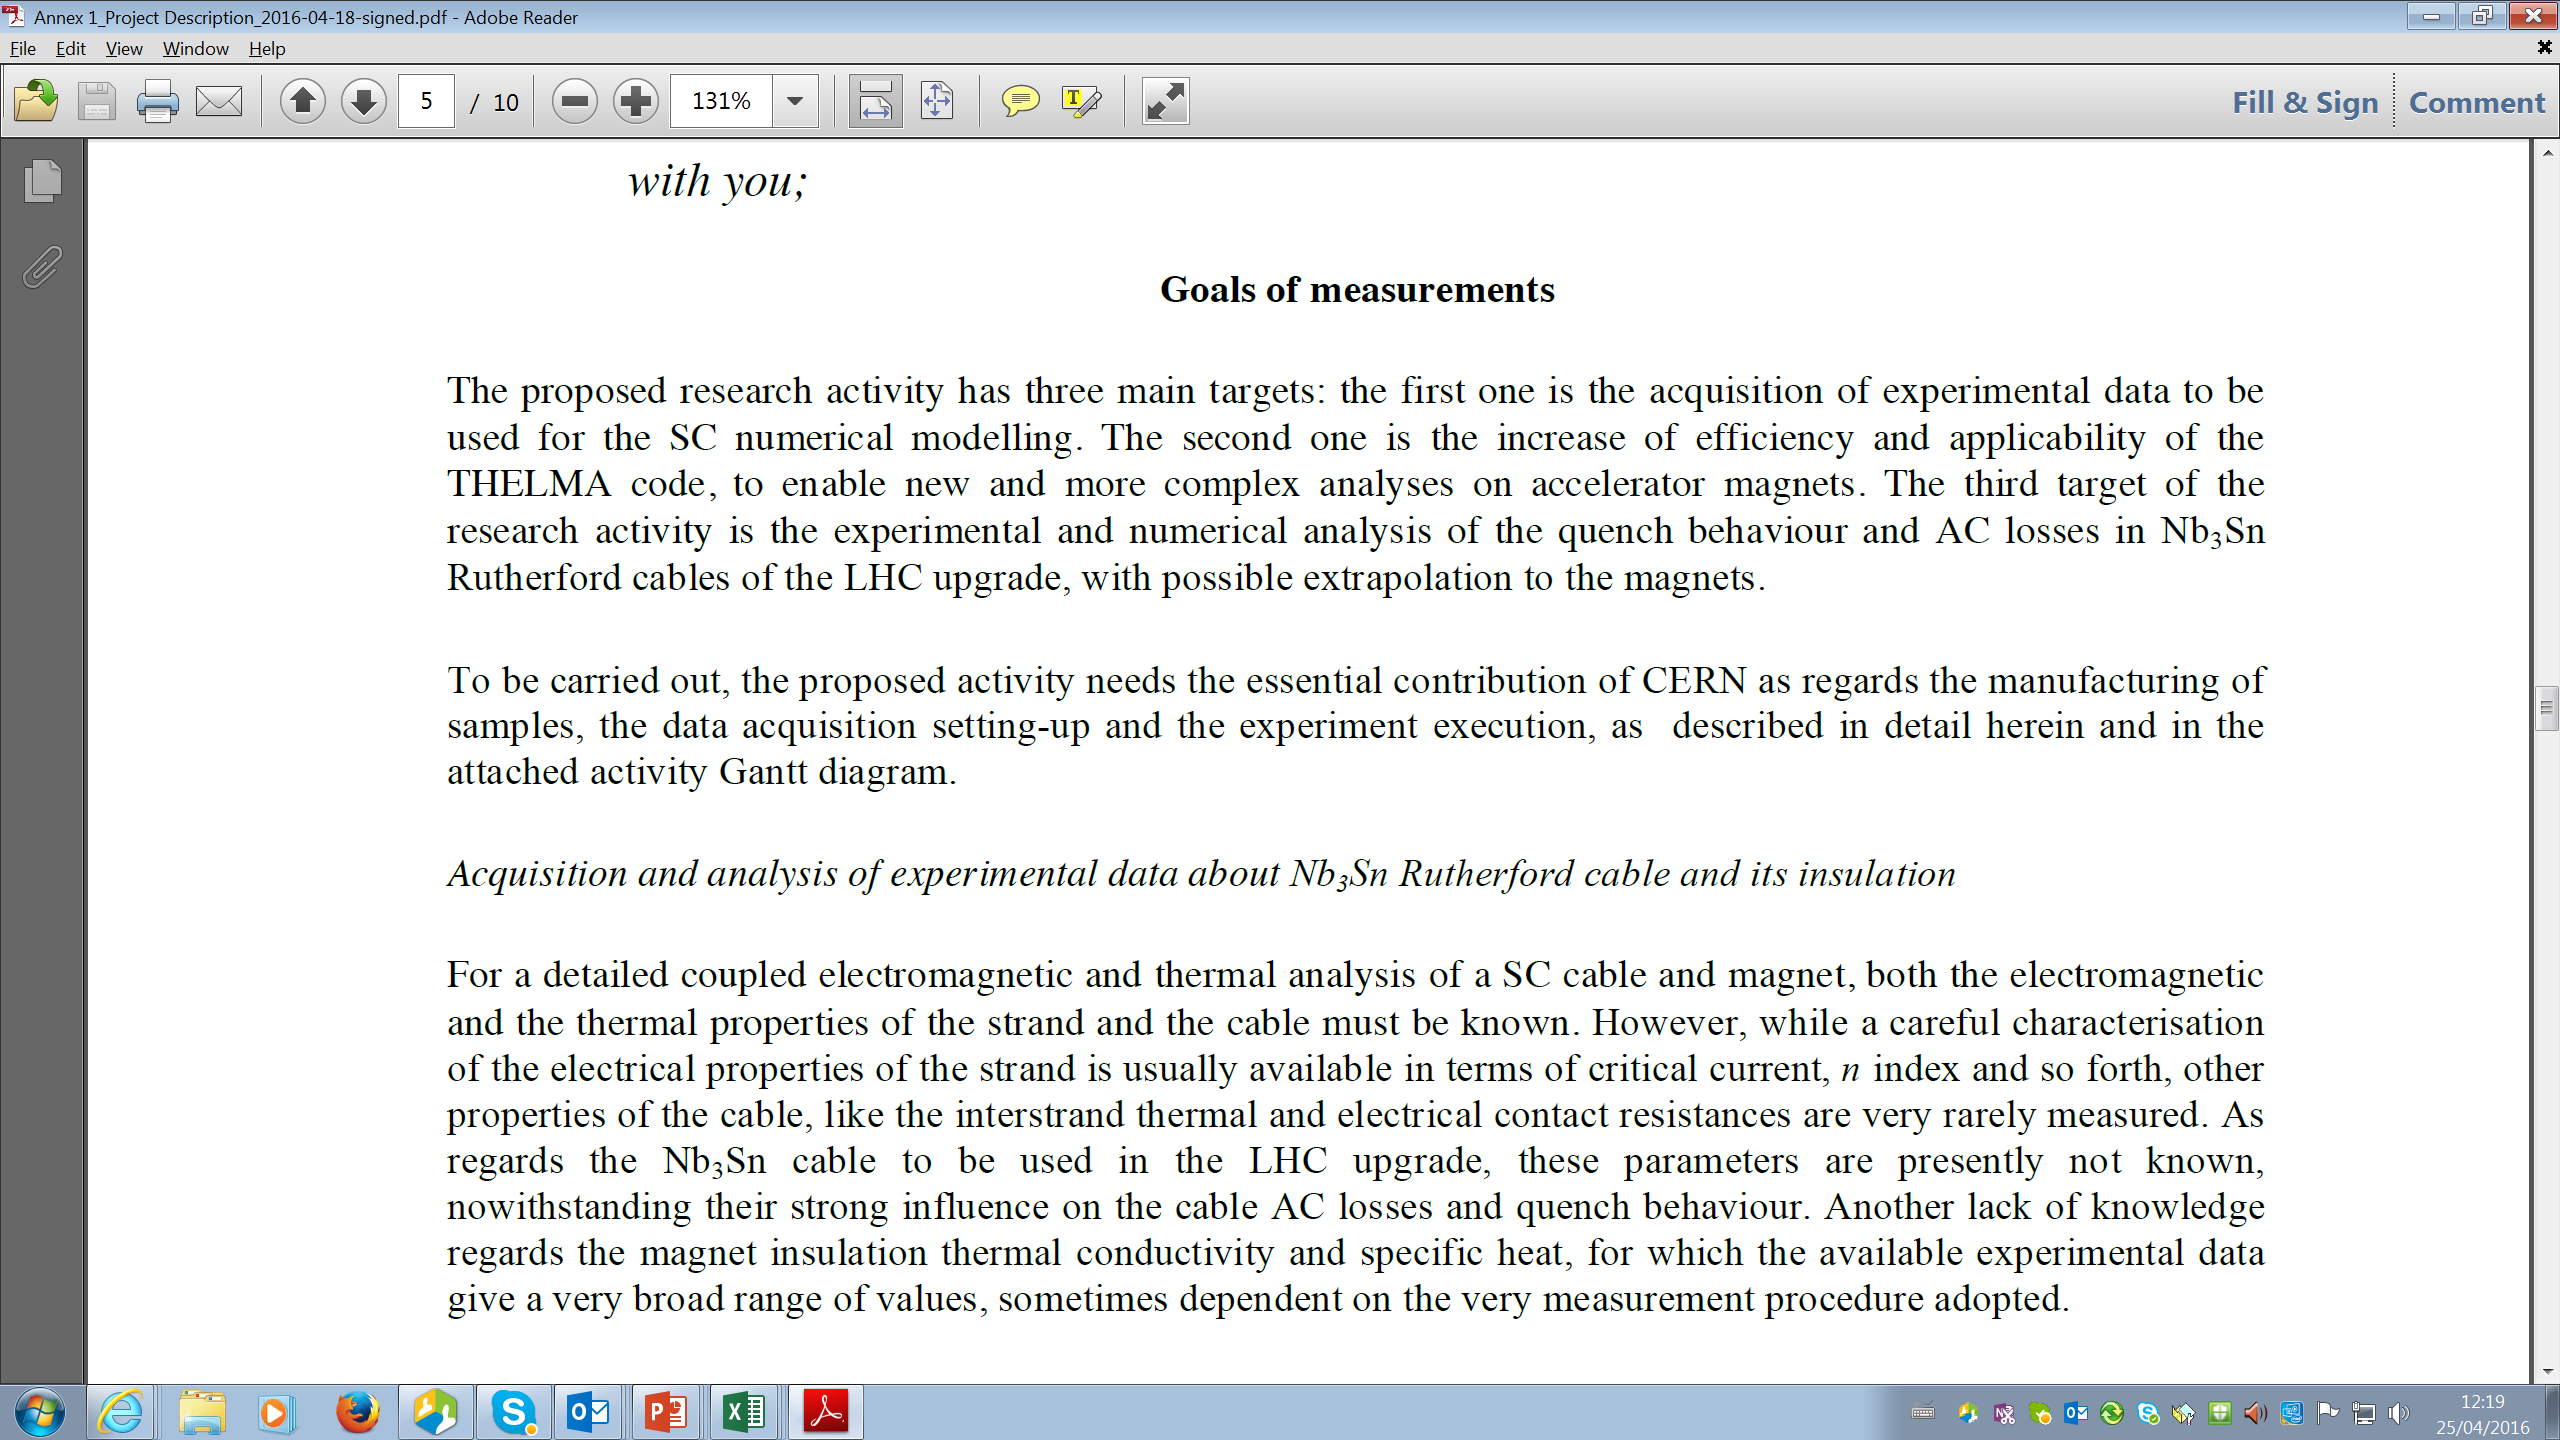 Annex 1_Project Description_2016-04-18-signed.pdf - Adobe Reader
File Edit View Window Help
5 / 10 131% Fill & Sign Comment
with you;
Goals of measurements
The proposed research activity has three main targets: the first one is the acquisition of experimental data to be
used for the SC numerical modelling. The second one is the increase of efficiency and applicability of the
THELMA code, to enable new and more complex analyses on accelerator magnets. The third target of the
research activity is the experimental and numerical analysis of the quench behaviour and AC losses in Nb₃Sn
Rutherford cables of the LHC upgrade, with possible extrapolation to the magnets.
To be carried out, the proposed activity needs the essential contribution of CERN as regards the manufacturing of
samples, the data acquisition setting-up and the experiment execution, as described in detail herein and in the
attached activity Gantt diagram.
Acquisition and analysis of experimental data about Nb₃Sn Rutherford cable and its insulation
For a detailed coupled electromagnetic and thermal analysis of a SC cable and magnet, both the electromagnetic
and the thermal properties of the strand and the cable must be known. However, while a careful characterisation
of the electrical properties of the strand is usually available in terms of critical current, n index and so forth, other
properties of the cable, like the interstrand thermal and electrical contact resistances are very rarely measured. As
regards the Nb₃Sn cable to be used in the LHC upgrade, these parameters are presently not known,
nowithstanding their strong influence on the cable AC losses and quench behaviour. Another lack of knowledge
regards the magnet insulation thermal conductivity and specific heat, for which the available experimental data
give a very broad range of values, sometimes dependent on the very measurement procedure adopted.
12:19
25/04/2016